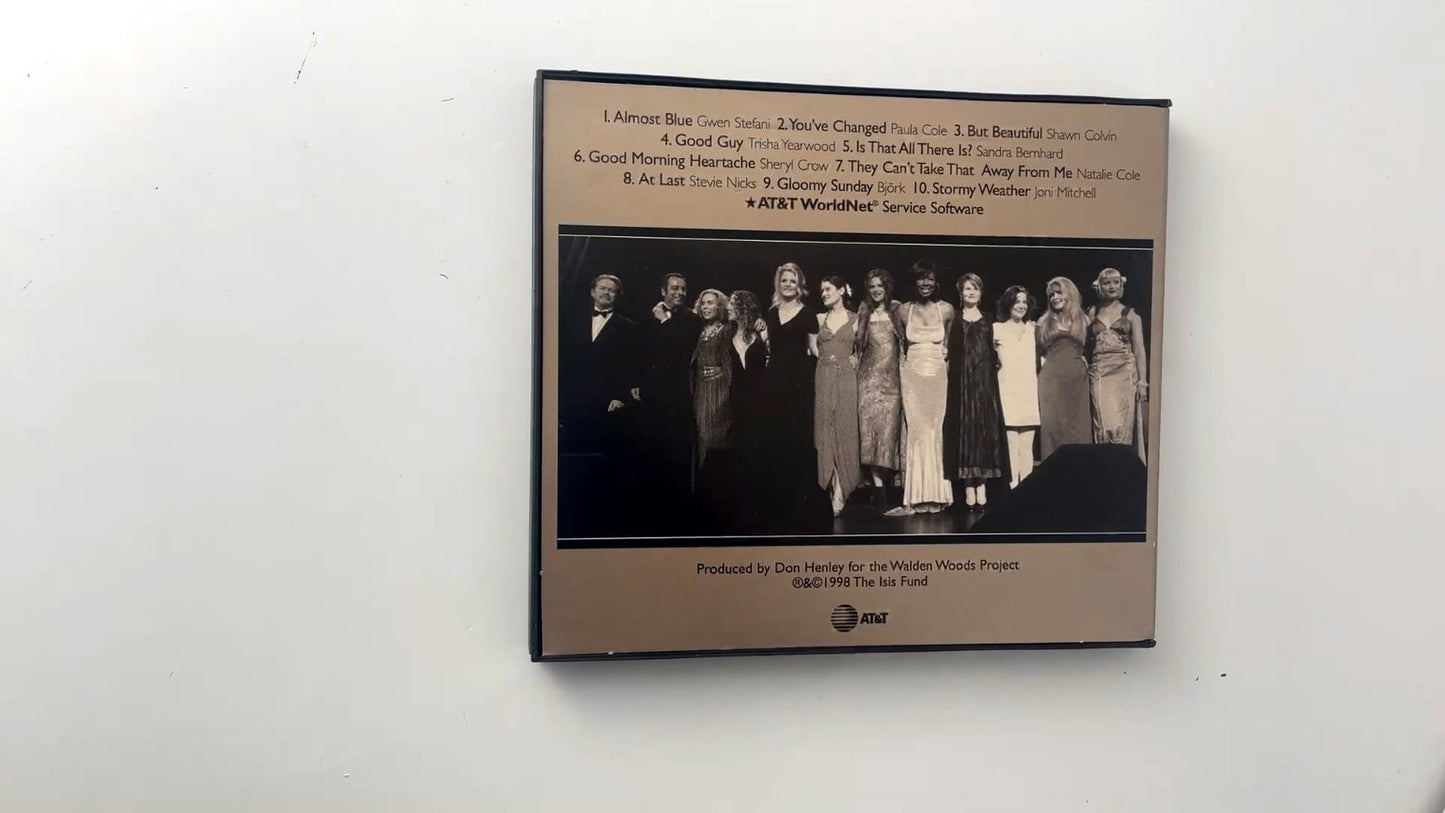 1. Almost Blue Gwen Stefani 2. You've Changed Paula Cole 3. But Beautiful Shawn Colvin
4. Good Guy Trisha Yearwood 5. Is That All There Is? Sandra Bernhard
6. Good Morning Heartache Sheryl Crow 7. They Can't Take That Away From Me Natalie Cole
8. At Last Stevie Nicks 9. Gloomy Sunday Björk 10. Stormy Weather Joni Mitchell
★AT&T WorldNet® Service Software
Produced by Don Henley for the Walden Woods Project
®&©1998 The Isis Fund
AT&T